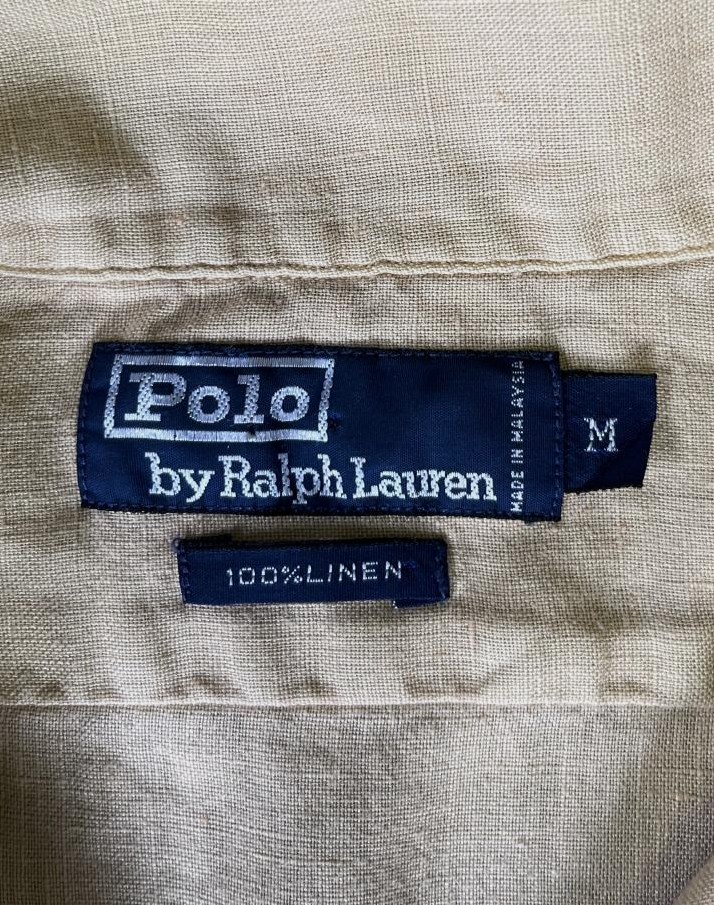 Polo
by Ralph Lauren
MADE IN MALAYSIA
M
100%LINEN